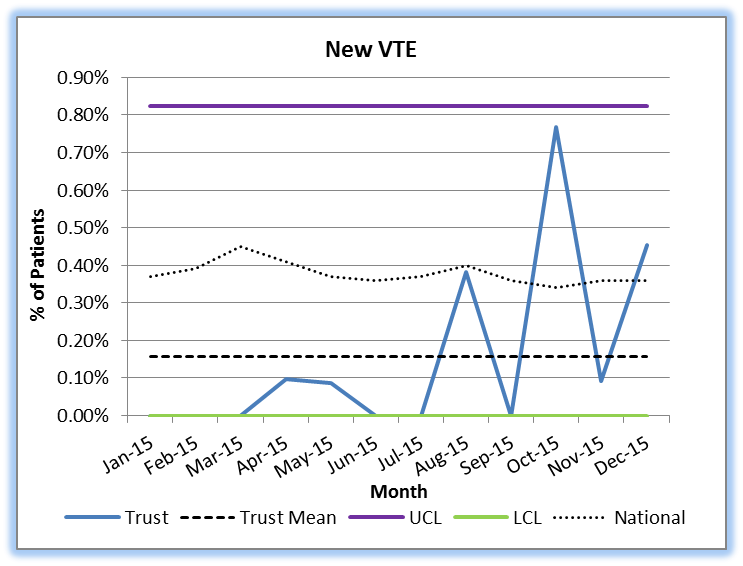 New VTE
0.90%
0.80%
0.70%
0.60%
0.50%
0.40%
0.30%
0.20%
0.10%
0.00%
% of Patients
Jan-15 Feb-15 Mar-15 Apr-15 May-15 Jun-15 Jul-15 Aug-15 Sep-15 Oct-15 Nov-15 Dec-15
Month
Trust Trust Mean UCL LCL National